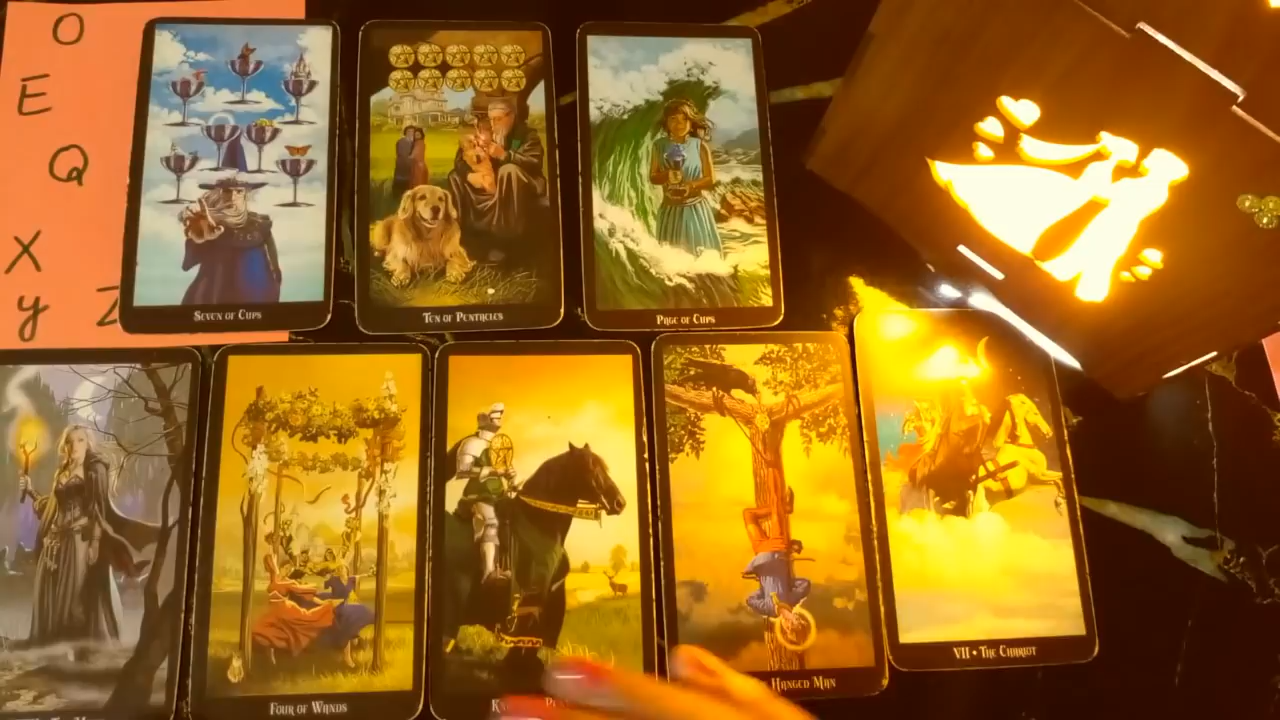 O
E
Q
X
y Z
SEVEN OF CUPS
TEN OF PENTACLES
PAGE OF CUPS
FOUR OF WANDS
HANGED MAN
VII • THE CHARIOT